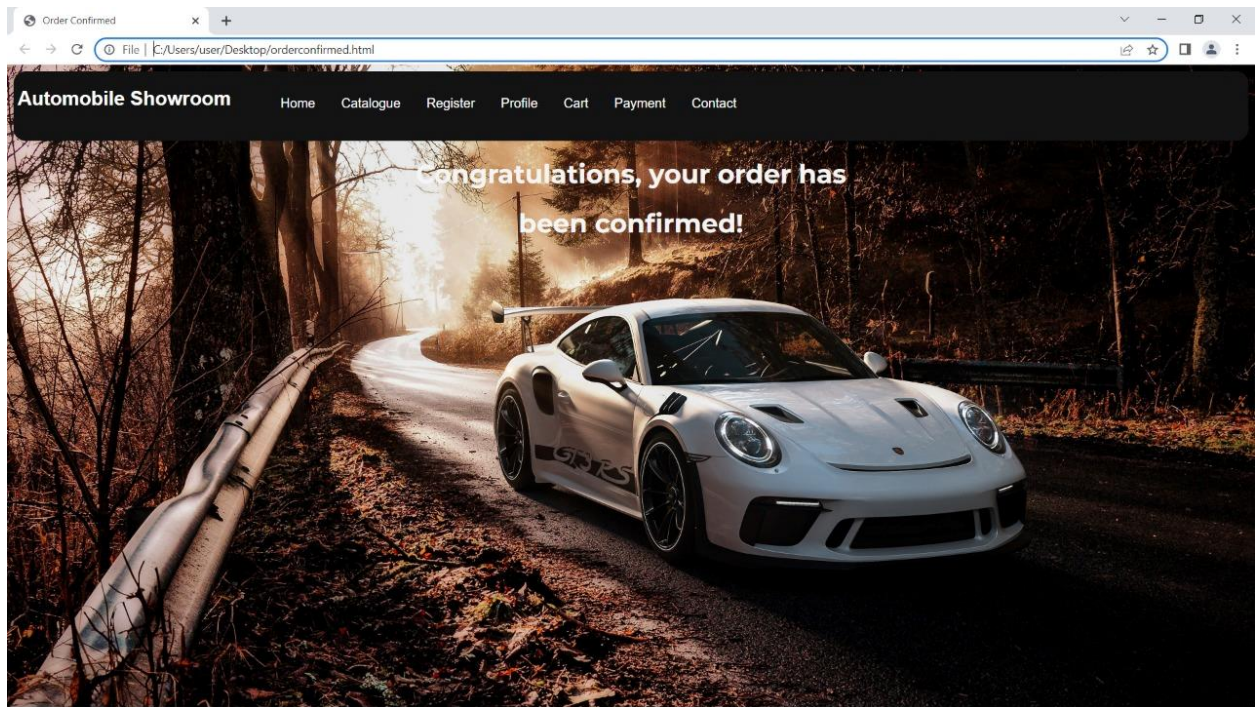 Order Confirmed
File | C:/Users/user/Desktop/orderconfirmed.html
Automobile Showroom Home Catalogue Register Profile Cart Payment Contact
Congratulations, your order has
been confirmed!
GT3 RS